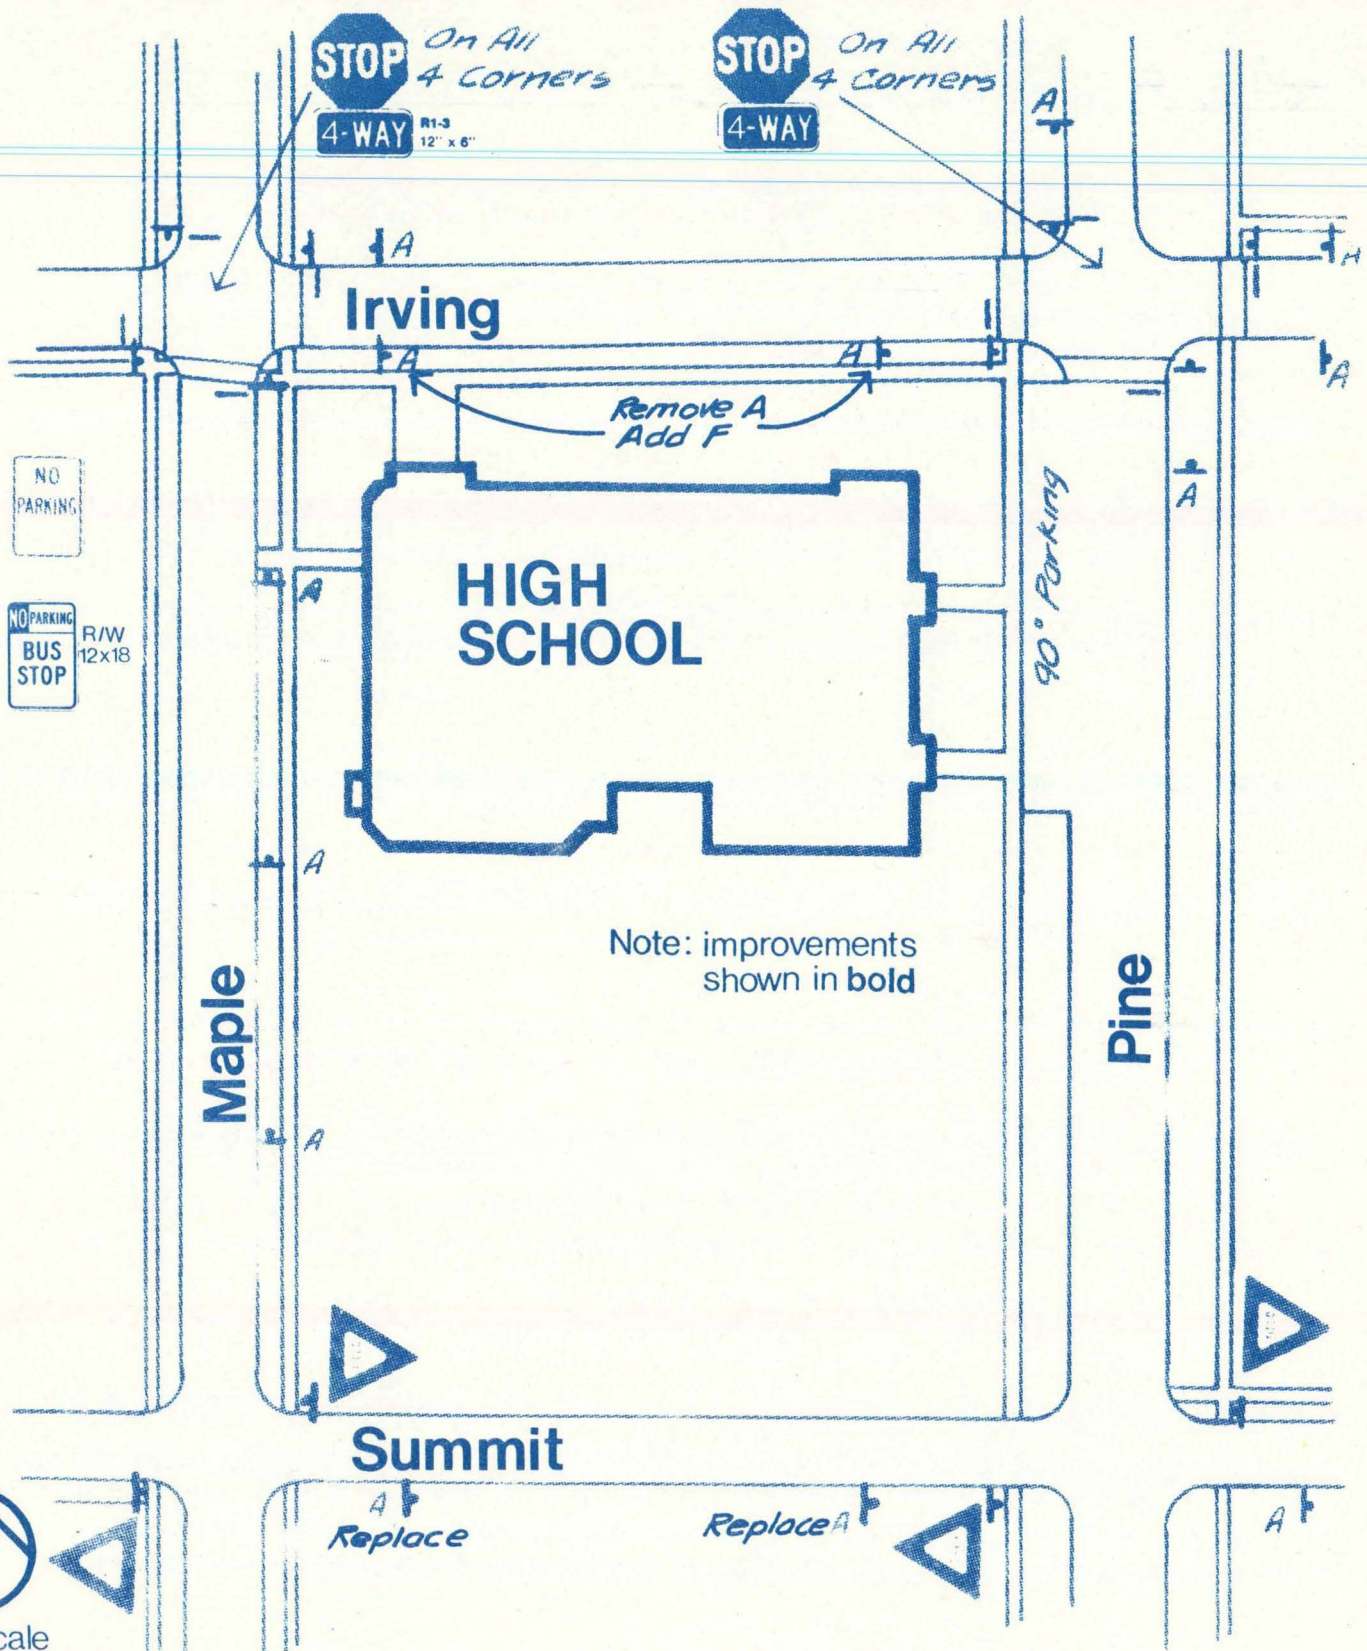 STOP
On All
4 Corners
4-WAY
R1-3
12" x 6"
STOP
On All
4 Corners
4-WAY
A
A
A
Irving
A
A
A
Remove A
Add F
NO
PARKING
A
90° Parking
HIGH
SCHOOL
A
NO PARKING
BUS
STOP
R/W
12x18
A
Note: improvements
shown in bold
Maple
Pine
A
Summit
A
Replace
Replace A
A
cale